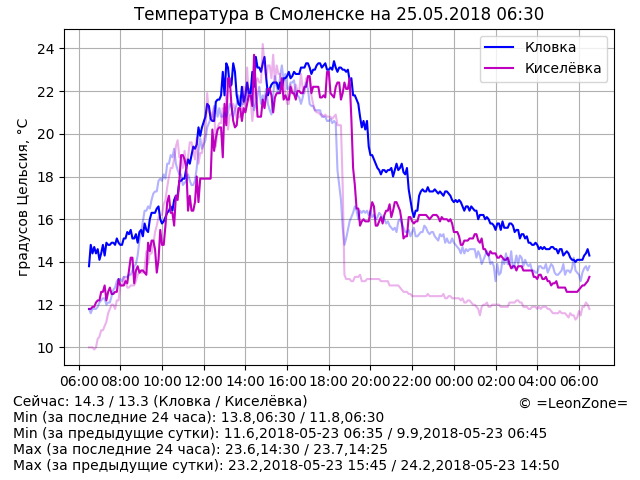 Температура в Смоленске на 25.05.2018 06:30
Кловка
Киселёвка
градусов Цельсия, °C
24
22
20
18
16
14
12
10
06:00 08:00 10:00 12:00 14:00 16:00 18:00 20:00 22:00 00:00 02:00 04:00 06:00
Сейчас: 14.3 / 13.3 (Кловка / Киселёвка)
© =LeonZone=
Min (за последние 24 часа): 13.8,06:30 / 11.8,06:30
Min (за предыдущие сутки): 11.6,2018-05-23 06:35 / 9.9,2018-05-23 06:45
Max (за последние 24 часа): 23.6,14:30 / 23.7,14:25
Max (за предыдущие сутки): 23.2,2018-05-23 15:45 / 24.2,2018-05-23 14:50